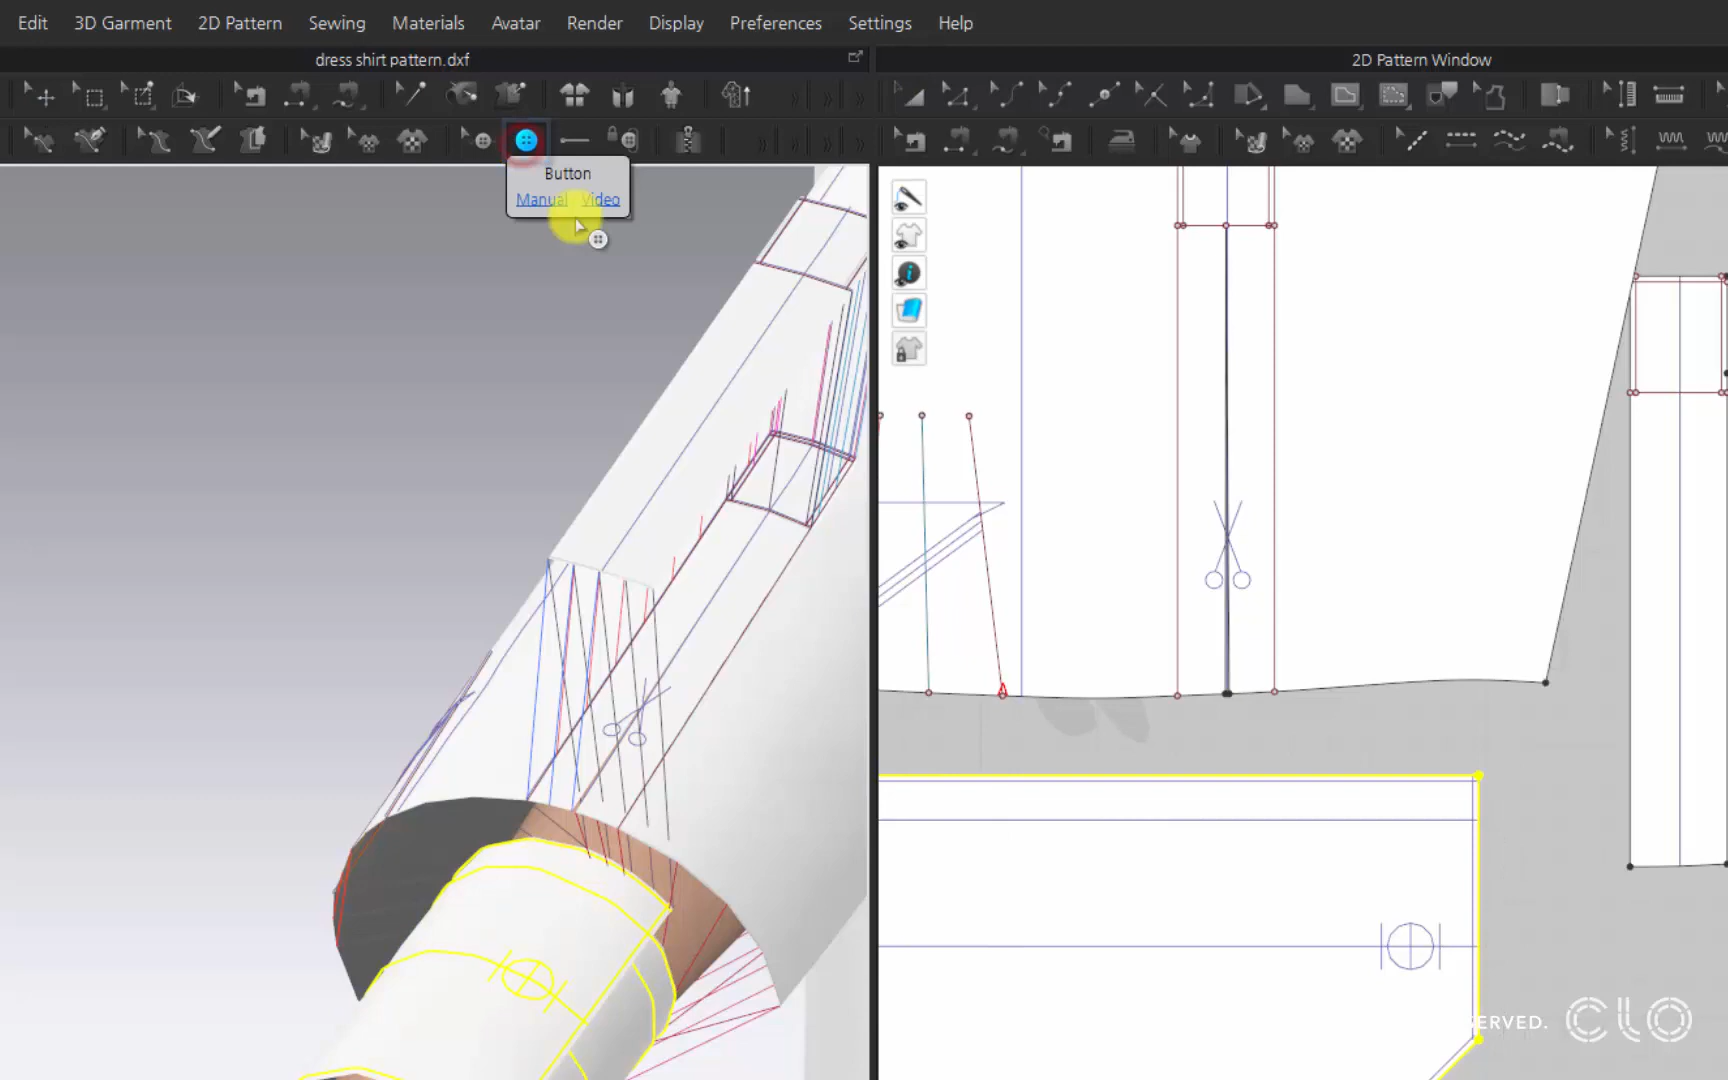 Edit 3D Garment 2D Pattern Sewing Materials Avatar Render Display Preferences Settings Help
dress shirt pattern.dxf
2D Pattern Window
Button
Manual Video
ERVED. CLO